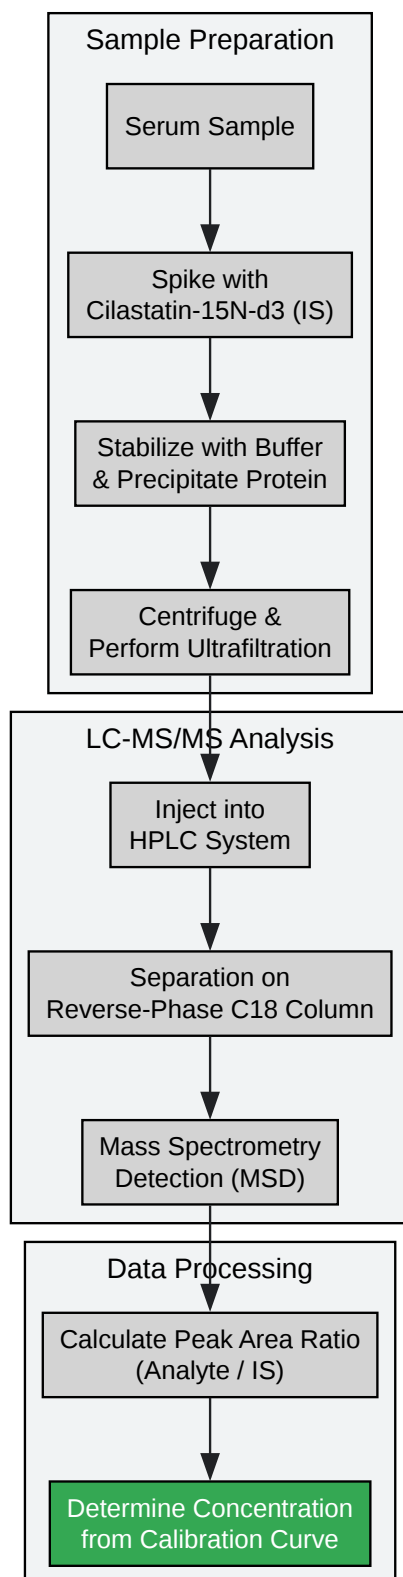 Sample Preparation
Serum Sample
Spike with
Cilastatin-15N-d3 (IS)
Stabilize with Buffer
& Precipitate Protein
Centrifuge &
Perform Ultrafiltration
LC-MS/MS Analysis
Inject into
HPLC System
Separation on
Reverse-Phase C18 Column
Mass Spectrometry
Detection (MSD)
Data Processing
Calculate Peak Area Ratio
(Analyte / IS)
Determine Concentration
from Calibration Curve